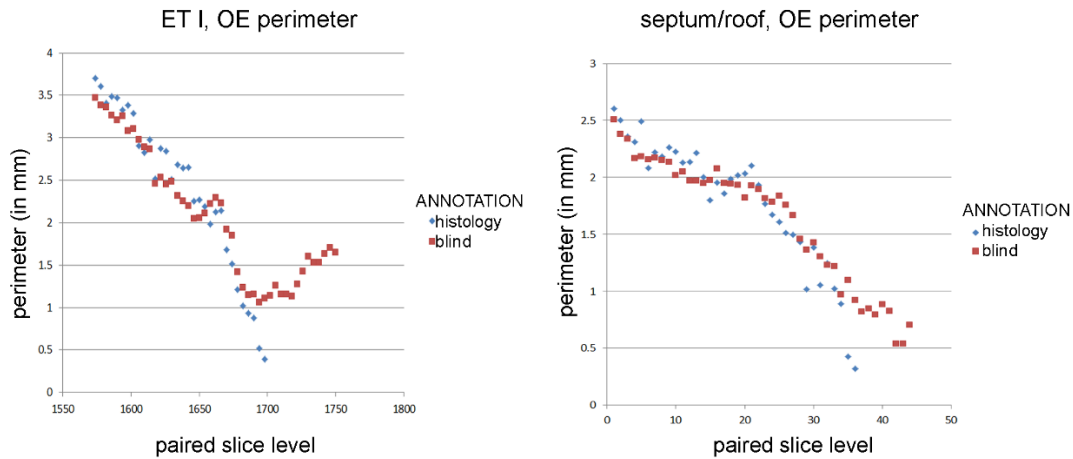 ET I, OE perimeter
perimeter (in mm)
4
3.5
3
2.5
2
1.5
1
0.5
0
1550 1600 1650 1700 1750 1800
paired slice level
ANNOTATION
histology
blind
septum/roof, OE perimeter
perimeter (in mm)
3
2.5
2
1.5
1
0.5
0
0 10 20 30 40 50
paired slice level
ANNOTATION
histology
blind